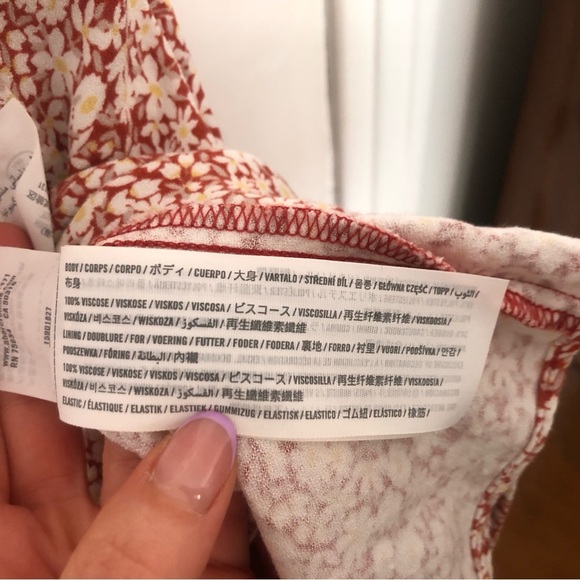 BODY / CORPS / CORPO / ボディ / CUERPO / 大身 / VARTALO / STŘEDNÍ DÍL / 몸통 / GŁÓWNA CZĘŚĆ / TOPP / الثوب /
布身
100% VISCOSE / VISKOSE / VISKOS / VISCOSA / ビスコース / VISCOSILLA / 再生纤维素纤维 / VISKOOSIA /
VISKÓZA / 비스코스 / WISKOZA / الفسكوز / 再生纖維素纖維
LINING / DOUBLURE / FOR / VOERING / FUTTER / FODER / FODERA / 裏地 / FORRO / 衬里 / VUORI / PODŠÍVKA / 안감 /
PODSZEWKA / FÔRING / البطانة / 內襯
100% VISCOSE / VISKOSE / VISKOS / VISCOSA / ビスコース / VISCOSILLA / 再生纤维素纤维 / VISKOOSIA /
VISKÓZA / 비스코스 / WISKOZA / الفسكوز / 再生纖維素纖維
ELASTIC / ÉLASTIQUE / ELASTIK / ELASTIEK / GUMMIZUG / ELASTISK / ELASTICO / ゴム紐 / ELÁSTICO / 橡筋 /
158D1827